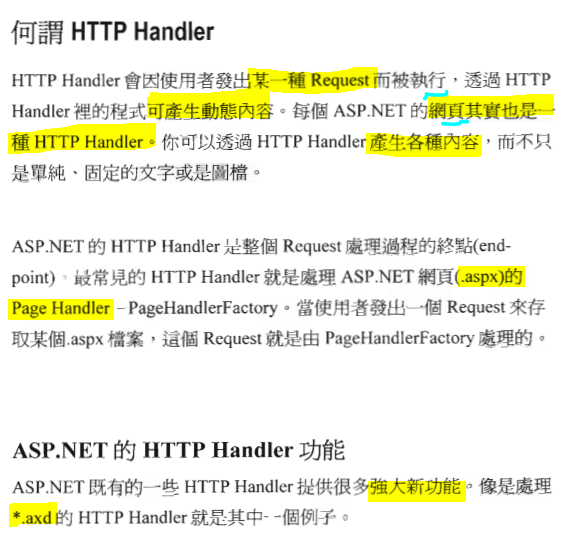 何謂 HTTP Handler
HTTP Handler 會因使用者發出某一種 Request 而被執行，透過 HTTP
Handler 裡的程式可產生動態內容。每個 ASP.NET 的網頁其實也是一
種 HTTP Handler。你可以透過 HTTP Handler 產生各種內容，而不只
是單純、固定的文字或是圖檔。
ASP.NET 的 HTTP Handler 是整個 Request 處理過程的終點(end-
point)。最常見的 HTTP Handler 就是處理 ASP.NET 網頁(.aspx)的
Page Handler –PageHandlerFactory。當使用者發出一個 Request 來存
取某個.aspx 檔案，這個 Request 就是由 PageHandlerFactory 處理的。
ASP.NET 的 HTTP Handler 功能
ASP.NET 既有的一些 HTTP Handler 提供很多強大新功能。像是處理
*.axd 的 HTTP Handler 就是其中一個例子。